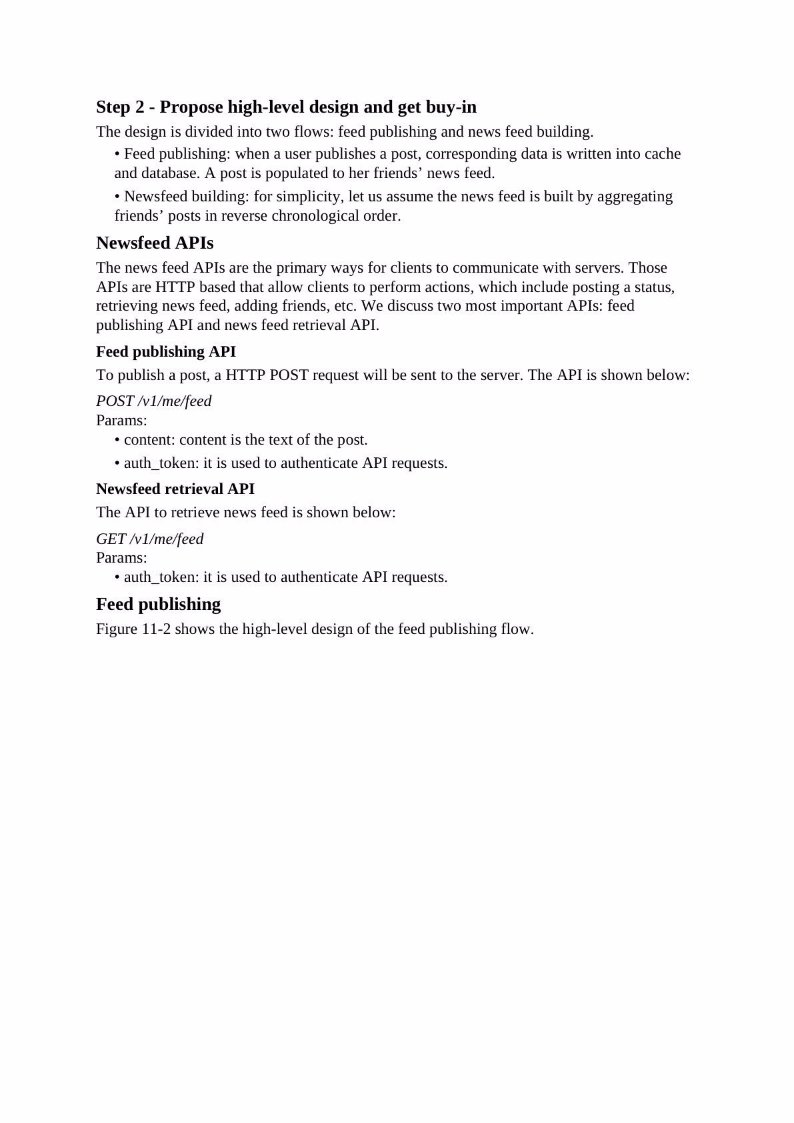 Step 2 - Propose high-level design and get buy-in
The design is divided into two flows: feed publishing and news feed building.
• Feed publishing: when a user publishes a post, corresponding data is written into cache
and database. A post is populated to her friends’ news feed.
• Newsfeed building: for simplicity, let us assume the news feed is built by aggregating
friends’ posts in reverse chronological order.
Newsfeed APIs
The news feed APIs are the primary ways for clients to communicate with servers. Those
APIs are HTTP based that allow clients to perform actions, which include posting a status,
retrieving news feed, adding friends, etc. We discuss two most important APIs: feed
publishing API and news feed retrieval API.
Feed publishing API
To publish a post, a HTTP POST request will be sent to the server. The API is shown below:
POST /v1/me/feed
Params:
• content: content is the text of the post.
• auth_token: it is used to authenticate API requests.
Newsfeed retrieval API
The API to retrieve news feed is shown below:
GET /v1/me/feed
Params:
• auth_token: it is used to authenticate API requests.
Feed publishing
Figure 11-2 shows the high-level design of the feed publishing flow.